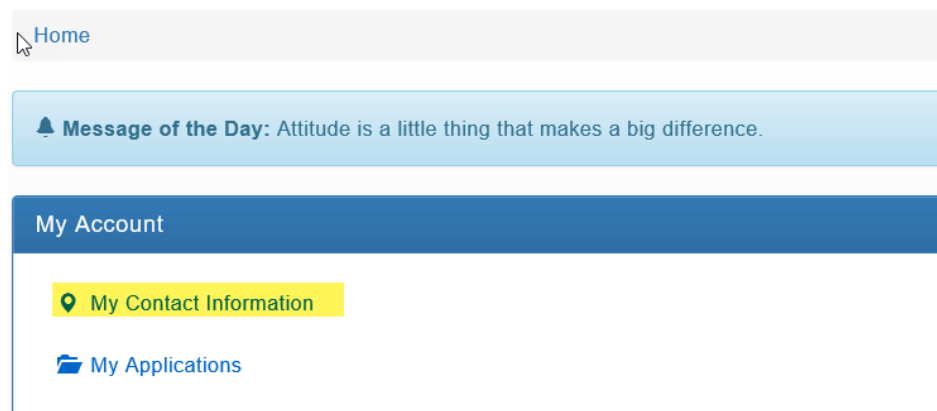 Home
Message of the Day: Attitude is a little thing that makes a big difference.
My Account
My Contact Information
My Applications